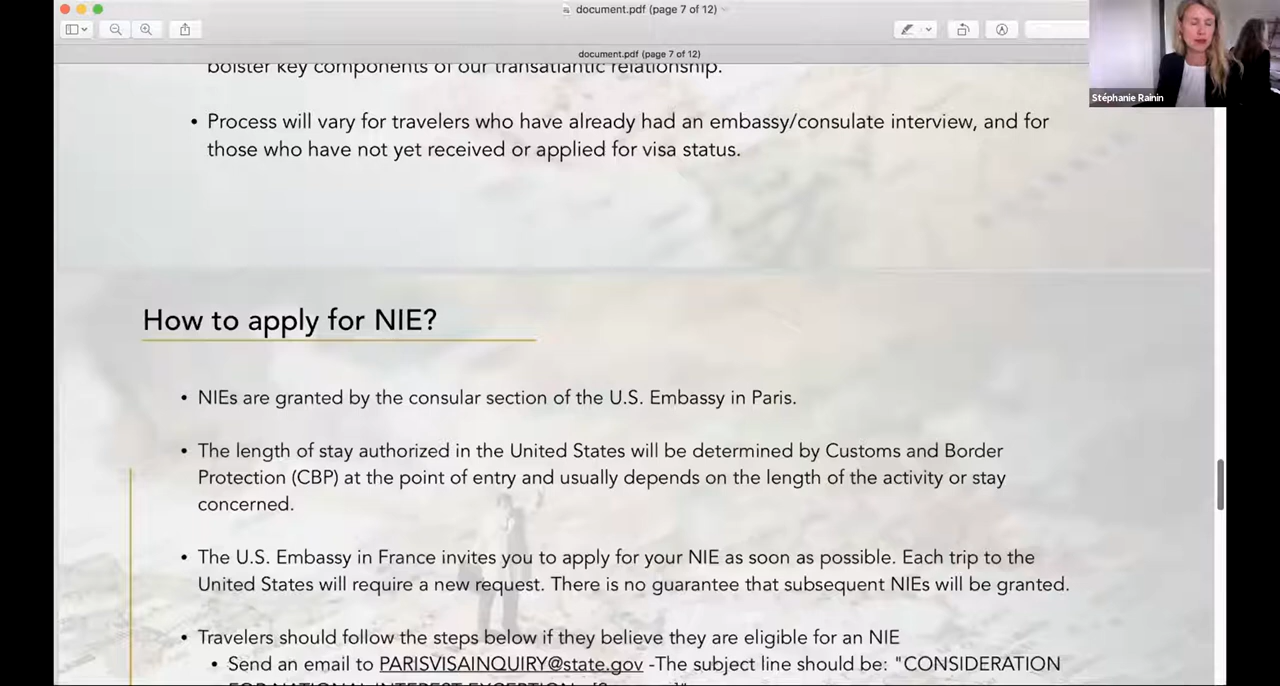 document.pdf (page 7 of 12)
document.pdf (page 7 of 12)
Stéphanie Rainin
bolster key components of our transatlantic relationship.
• Process will vary for travelers who have already had an embassy/consulate interview, and for
those who have not yet received or applied for visa status.
How to apply for NIE?
• NIEs are granted by the consular section of the U.S. Embassy in Paris.
• The length of stay authorized in the United States will be determined by Customs and Border
Protection (CBP) at the point of entry and usually depends on the length of the activity or stay
concerned.
• The U.S. Embassy in France invites you to apply for your NIE as soon as possible. Each trip to the
United States will require a new request. There is no guarantee that subsequent NIEs will be granted.
• Travelers should follow the steps below if they believe they are eligible for an NIE
• Send an email to PARISVISAINQUIRY@state.gov -The subject line should be: "CONSIDERATION